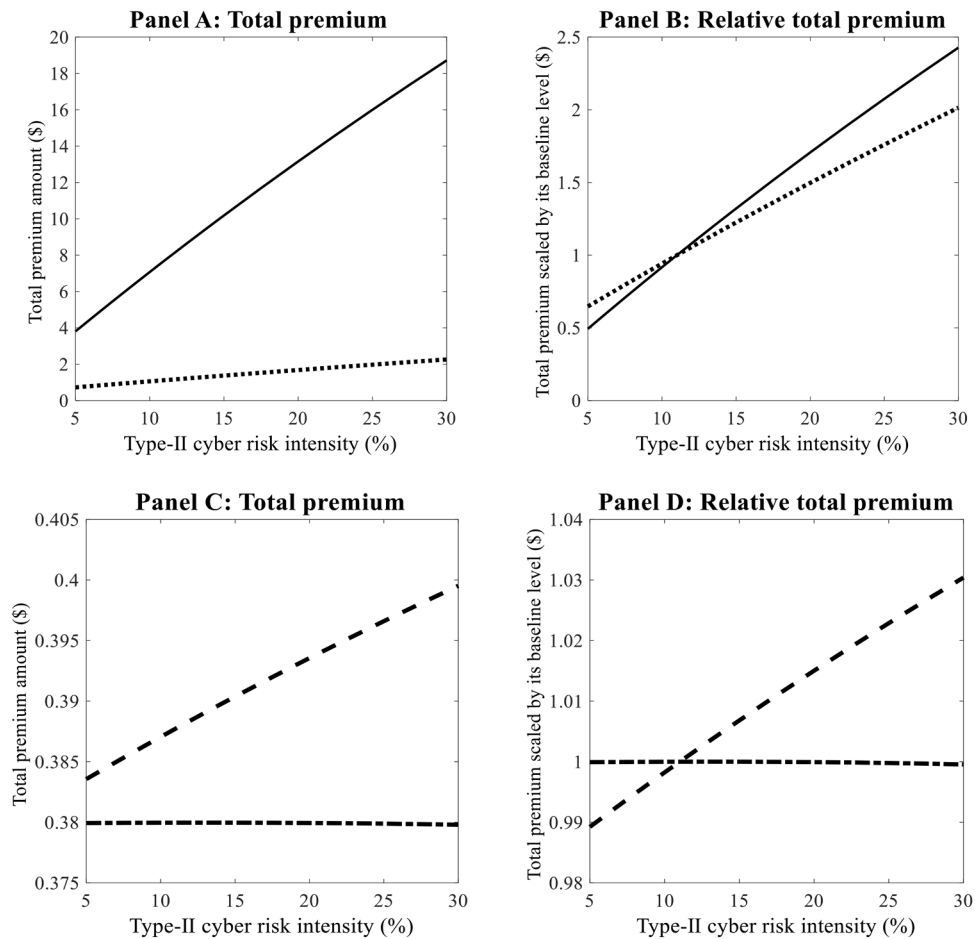 Panel A: Total premium
Total premium amount ($)
20
18
16
14
12
10
8
6
4
2
0
5 10 15 20 25 30
Type-II cyber risk intensity (%)
Panel B: Relative total premium
Total premium scaled by its baseline level ($)
2.5
2
1.5
1
0.5
0
5 10 15 20 25 30
Type-II cyber risk intensity (%)
Panel C: Total premium
Total premium amount ($)
0.405
0.4
0.395
0.39
0.385
0.38
0.375
5 10 15 20 25 30
Type-II cyber risk intensity (%)
Panel D: Relative total premium
Total premium scaled by its baseline level ($)
1.04
1.03
1.02
1.01
1
0.99
0.98
5 10 15 20 25 30
Type-II cyber risk intensity (%)